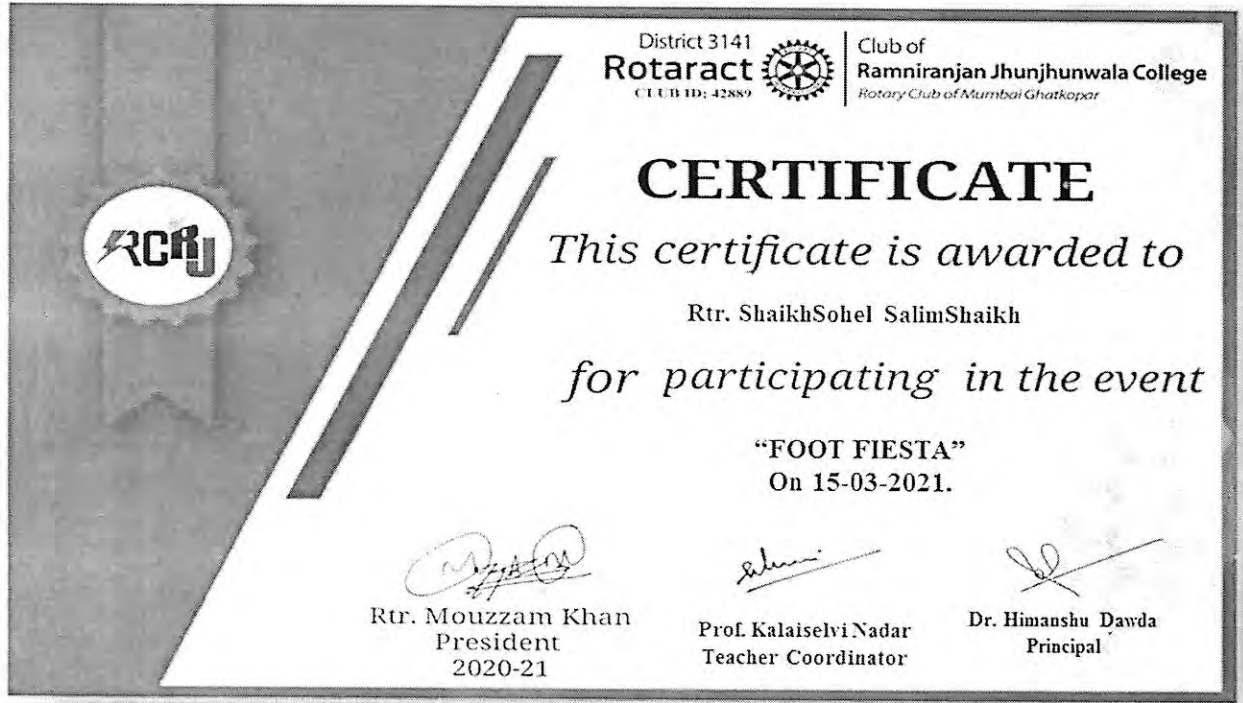 District 3141
Rotaract
CLUB ID: 42889
Club of
Ramniranjan Jhunjhunwala College
Rotary Club of Mumbai Ghatkopar
RCRJ
CERTIFICATE
This certificate is awarded to
Rtr. ShaikhSohel SalimShaikh
for participating in the event
“FOOT FIESTA”
On 15-03-2021.
Rtr. Mouzzam Khan
President
2020-21
Prof. Kalaiselvi Nadar
Teacher Coordinator
Dr. Himanshu Dawda
Principal